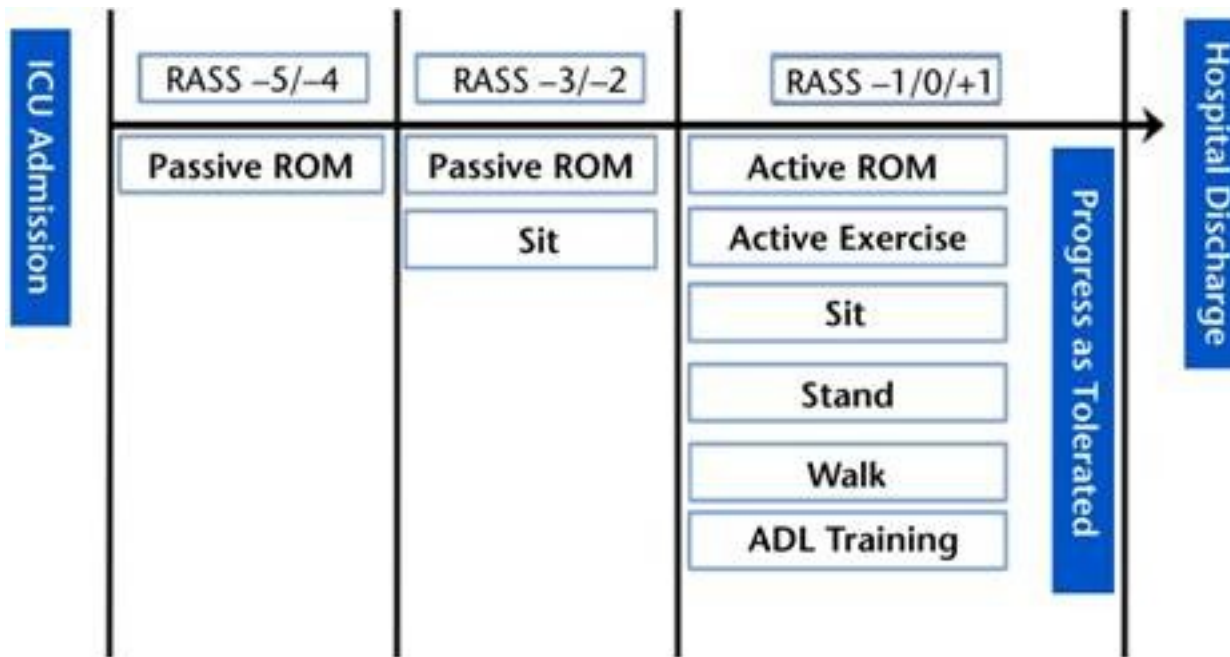 ICU Admission
RASS –5/–4
RASS –3/–2
RASS –1/0/+1
Hospital Discharge
Passive ROM
Passive ROM
Active ROM
Sit
Active Exercise
Sit
Stand
Walk
ADL Training
Progress as Tolerated